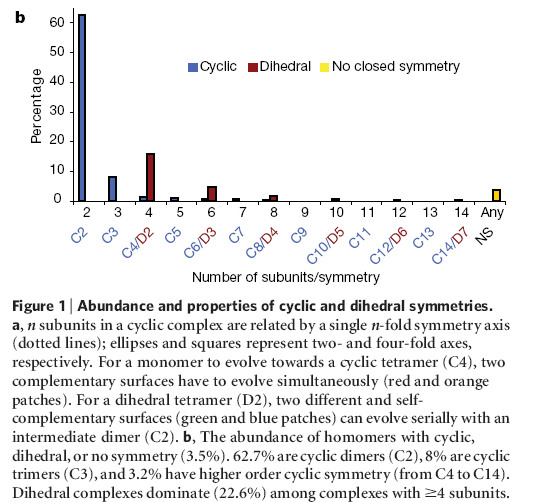 b
60
50
40
30
20
10
0
Percentage
Cyclic Dihedral No closed symmetry
2 3 4 5 6 7 8 9 10 11 12 13 14 Any
C2 C3 C4/D2 C5 C6/D3 C7 C8/D4 C9 C10/D5 C11 C12/D6 C13 C14/D7 NS
Number of subunits/symmetry
Figure 1 | Abundance and properties of cyclic and dihedral symmetries.
a, n subunits in a cyclic complex are related by a single n-fold symmetry axis
(dotted lines); ellipses and squares represent two- and four-fold axes,
respectively. For a monomer to evolve towards a cyclic tetramer (C4), two
complementary surfaces have to evolve simultaneously (red and orange
patches). For a dihedral tetramer (D2), two different and self-
complementary surfaces (green and blue patches) can evolve serially with an
intermediate dimer (C2). b, The abundance of homomers with cyclic,
dihedral, or no symmetry (3.5%). 62.7% are cyclic dimers (C2), 8% are cyclic
trimers (C3), and 3.2% have higher order cyclic symmetry (from C4 to C14).
Dihedral complexes dominate (22.6%) among complexes with ≥4 subunits.